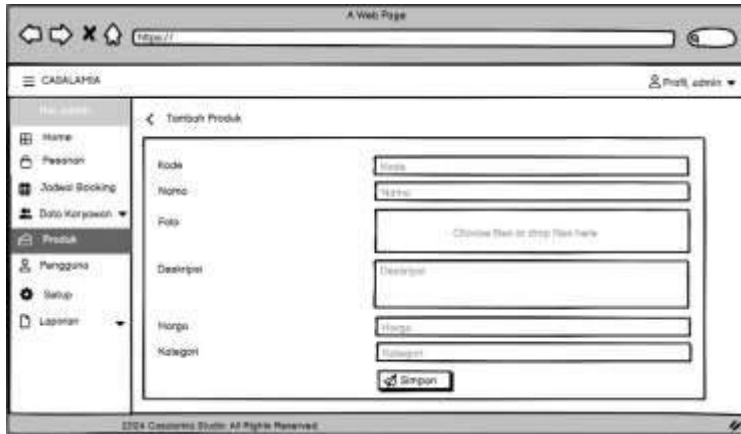 A Web Page
https://
CASALAMIA
Profil, admin
Hai, admin
Tambah Produk
Home
Pesanan
Jadwal Booking
Data Karyawan
Produk
Pengguna
Setup
Laporan
Kode
Kode
Nama
Nama
Foto
Choose files or drop files here
Deskripsi
Deskripsi
Harga
Harga
Kategori
Kategori
Simpan
2024 Casalamia Studio. All Rights Reserved.